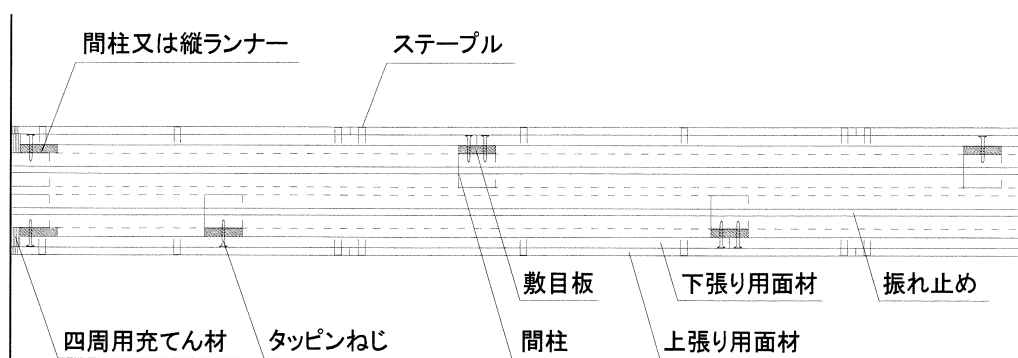 間柱又は縦ランナー
ステープル
敷目板
下張り用面材
振れ止め
四周用充てん材
タッピンねじ
間柱
上張り用面材